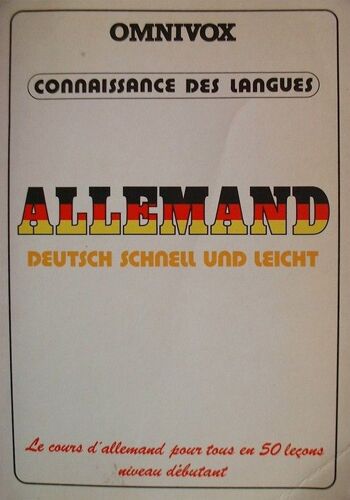 OMNIVOX
CONNAISSANCE DES LANGUES
ALLEMAND
DEUTSCH SCHNELL UND LEICHT
Le cours d'allemand pour tous en 50 leçons
niveau débutant